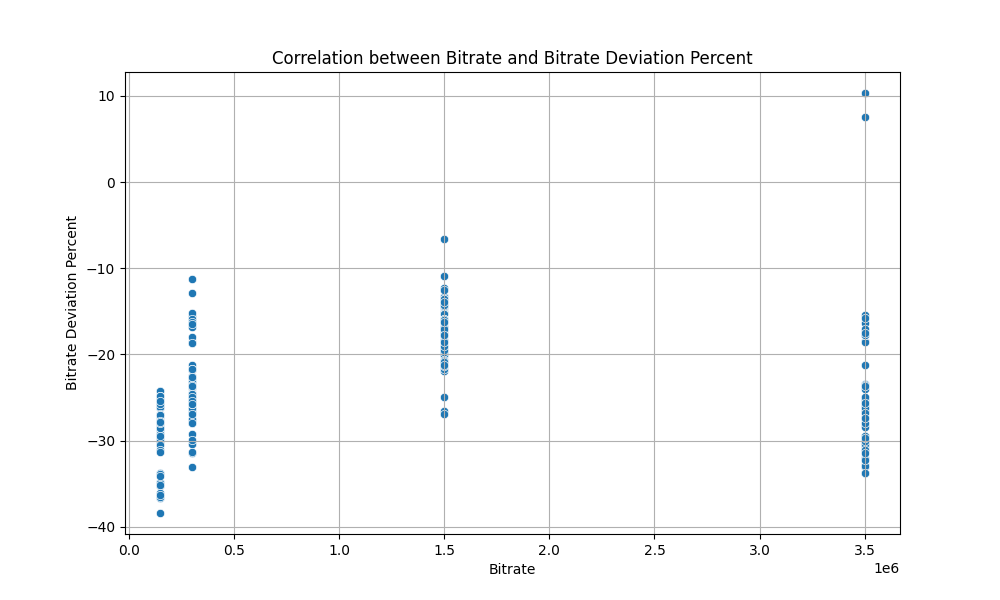 Correlation between Bitrate and Bitrate Deviation Percent
10
0
−10
−20
−30
−40
Bitrate Deviation Percent
0.0 0.5 1.0 1.5 2.0 2.5 3.0 3.5
1e6
Bitrate